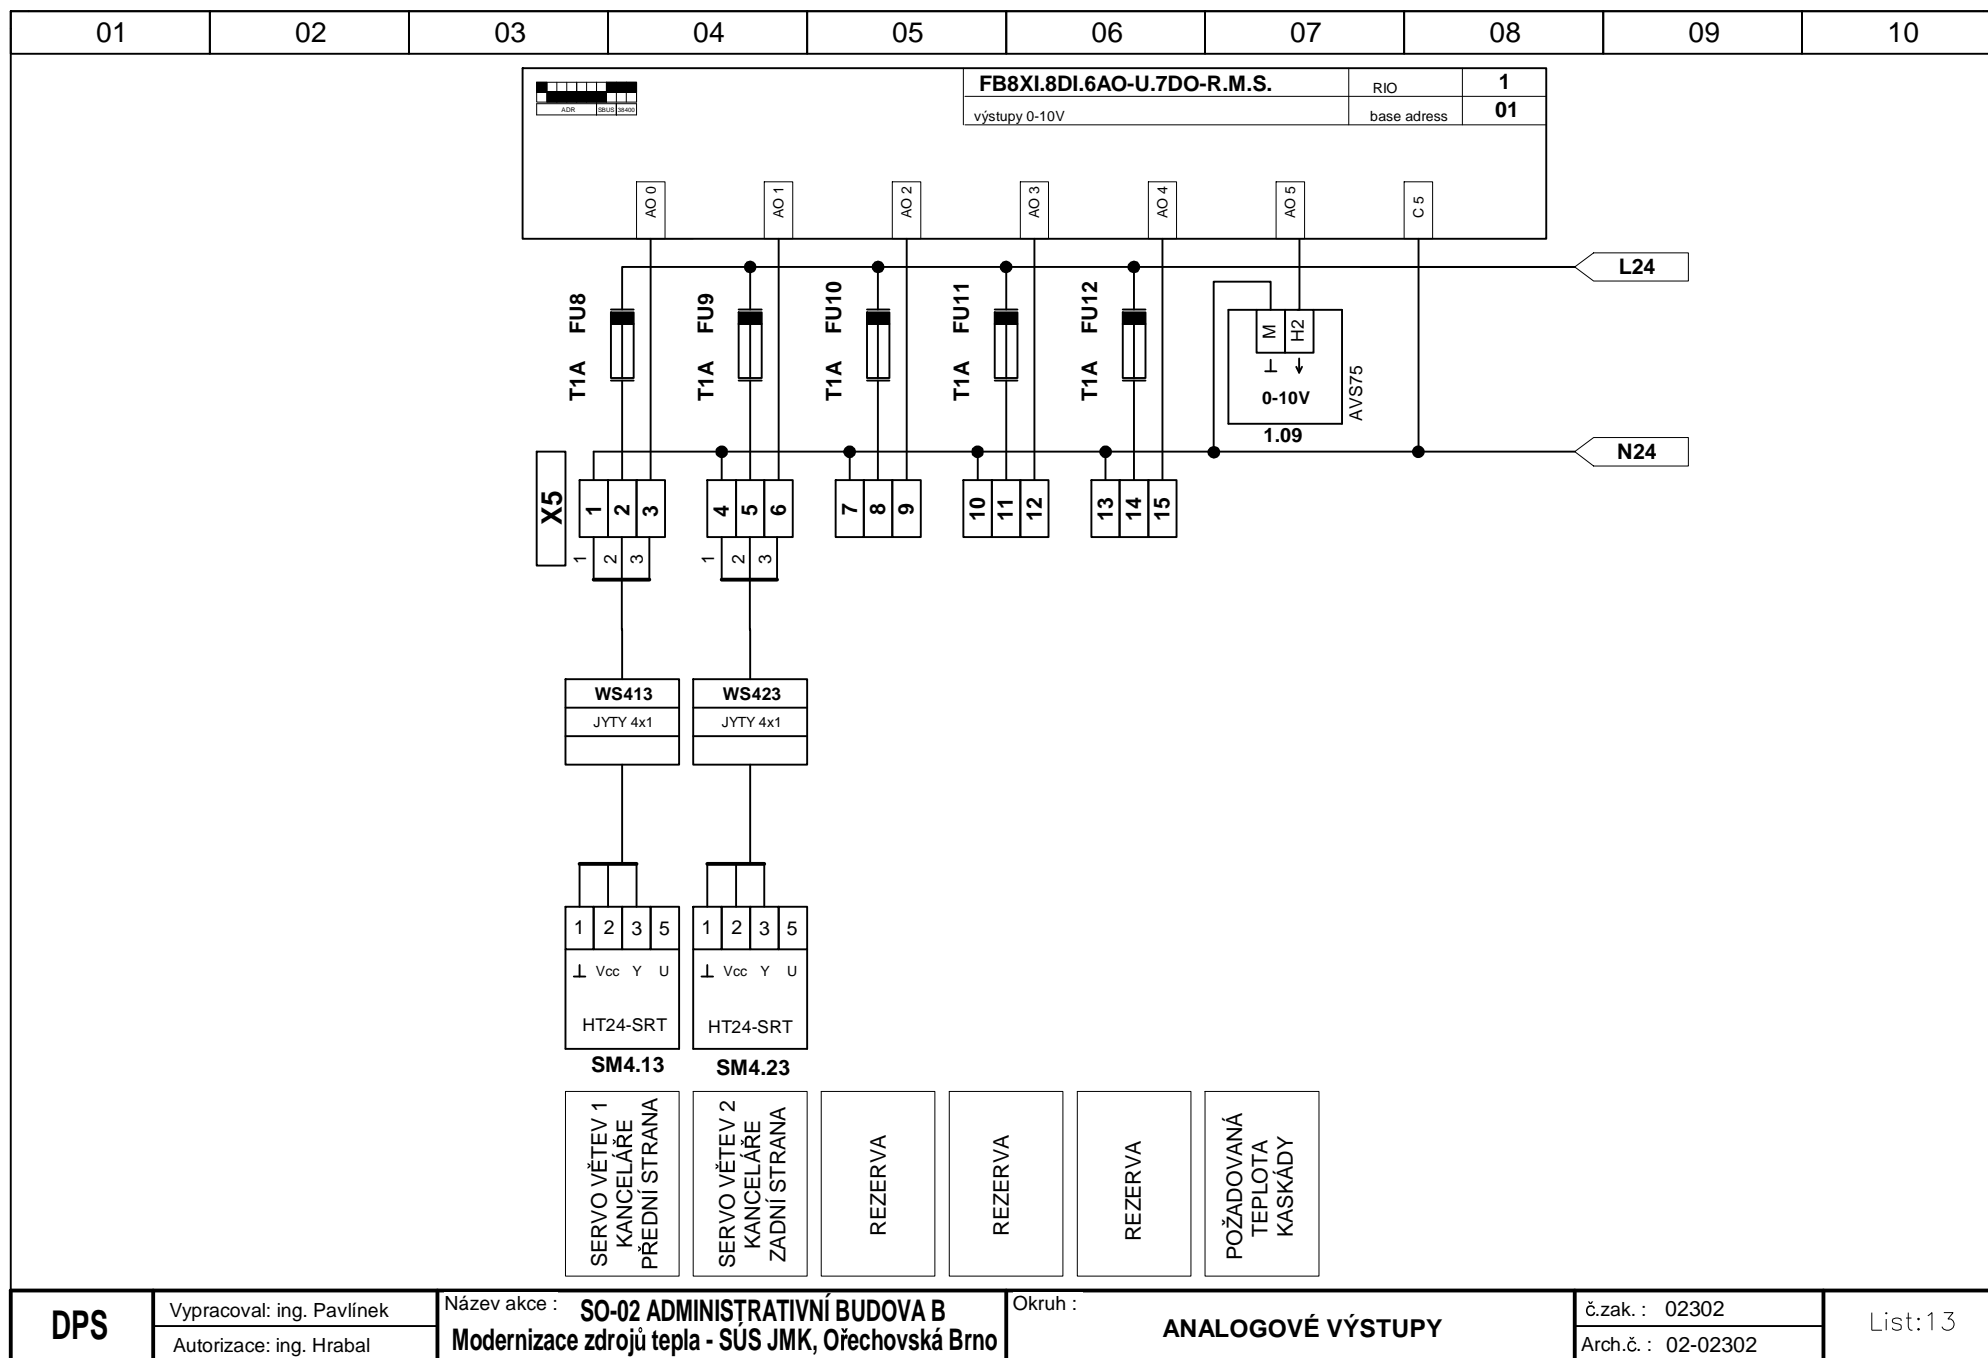 01 02 03 04 05 06 07 08 09 10
FB8XI.8DI.6AO-U.7DO-R.M.S. RIO 1
výstupy 0-10V base adress 01
ADR SBUS 38400
AO 0 AO 1 AO 2 AO 3 AO 4 AO 5 C 5
L24
T1A FU8
T1A FU9
T1A FU10
T1A FU11
T1A FU12
M H2
0-10V
AVS75
1.09
N24
X5
1 2 3 4 5 6 7 8 9 10 11 12 13 14 15
1 2 3 1 2 3
WS413 WS423
JYTY 4x1 JYTY 4x1
1 2 3 5 1 2 3 5
⊥ Vcc Y U ⊥ Vcc Y U
HT24-SRT HT24-SRT
SM4.13 SM4.23
SERVO VĚTEV 1
KANCELÁŘE
PŘEDNÍ STRANA
SERVO VĚTEV 2
KANCELÁŘE
ZADNÍ STRANA
REZERVA
REZERVA
REZERVA
POŽADOVANÁ
TEPLOTA
KASKÁDY
DPS
Vypracoval: ing. Pavlínek
Autorizace: ing. Hrabal
Název akce : SO-02 ADMINISTRATIVNÍ BUDOVA B
Modernizace zdrojů tepla - SÚS JMK, Ořechovská Brno
Okruh :
ANALOGOVÉ VÝSTUPY
č.zak. : 02302
Arch.č. : 02-02302
List:13